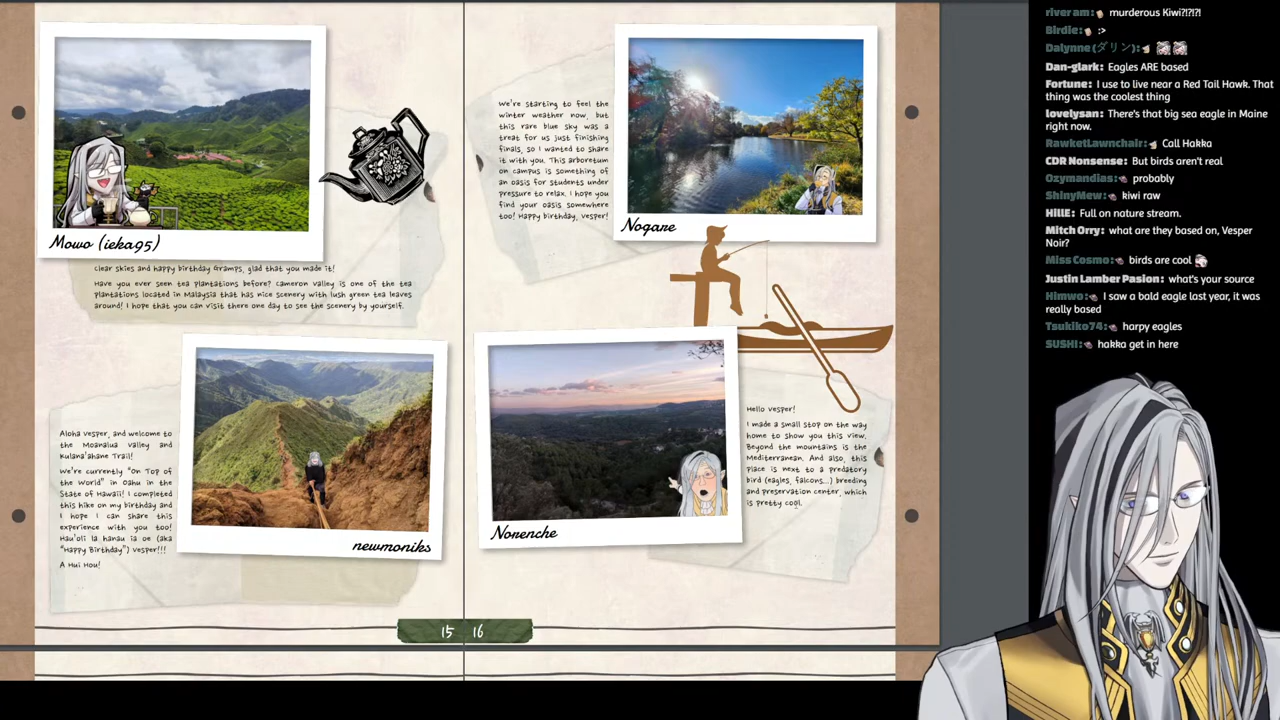 Mowo (ieka95)
clear skies and happy birthday Gramps, glad that you made it!
Have you ever seen tea plantations before? Cameron valley is one of the tea
plantations located in Malaysia that has nice scenery with lush green tea leaves
around! I hope that you can visit there one day to see the scenery by yourself.
Aloha Vesper, and welcome to
the Moanalua Valley and
Kulana'ahane Trail!
We're currently "On Top of
the World" in Oahu in the
State of Hawaii! I completed
this hike on my birthday and
I hope I can share this
experience with you too!
Hau'oli la hanau ia oe (aka
"Happy Birthday") Vesper!!!
A Hui Hou!
newmoniks
We're starting to feel the
winter weather now, but
this rare blue sky was a
treat for us just finishing
finals, so I wanted to share
it with you. This arboretum
on campus is something of
an oasis for students under
pressure to relax. I hope you
find your oasis somewhere
too! Happy birthday, Vesper!
Nogare
Norenche
Hello Vesper!
I made a small stop on the way
home to show you this view.
Beyond the mountains is the
Mediterranean. And also, this
place is next to a predatory
bird (eagles, falcons...) breeding
and preservation center, which
is pretty cool.
15 16
river am: murderous Kiwi?!?!?!
Birdie: :>
Dalynne (ダリン):
Dan-glark: Eagles ARE based
Fortune: I use to live near a Red Tail Hawk. That
thing was the coolest thing
lovelysan: There's that big sea eagle in Maine
right now.
RawketLawnchair: Call Hakka
CDR Nonsense: But birds aren't real
Ozymandias: probably
ShinyMew: kiwi raw
HillE: Full on nature stream.
Mitch Orry: what are they based on, Vesper
Noir?
Miss Cosmo: birds are cool
Justin Lamber Pasion: what's your source
Himwo: I saw a bald eagle last year, it was
really based
Tsukiko74: harpy eagles
SUSHI: hakka get in here